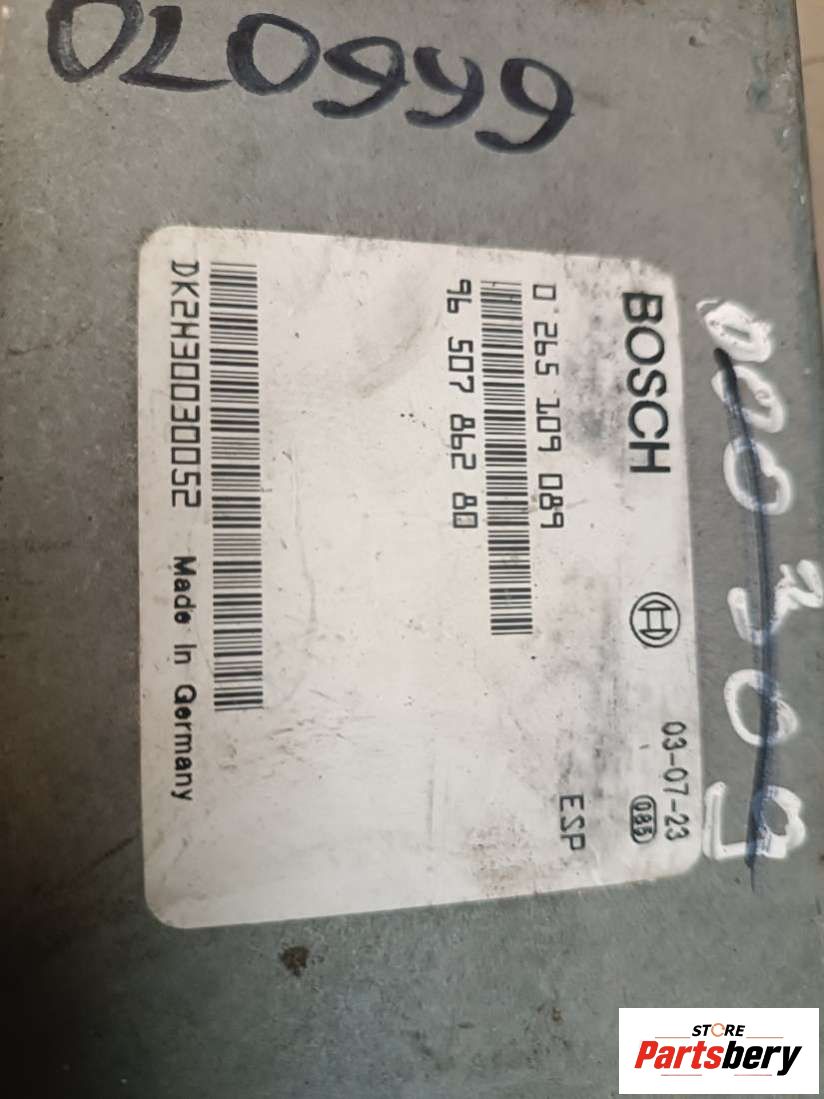 BOSCH
03-07-23
0 265 109 089
ESP
085
96 507 862 80
DK2H30030052 Made In Germany
STORE
Partsbery